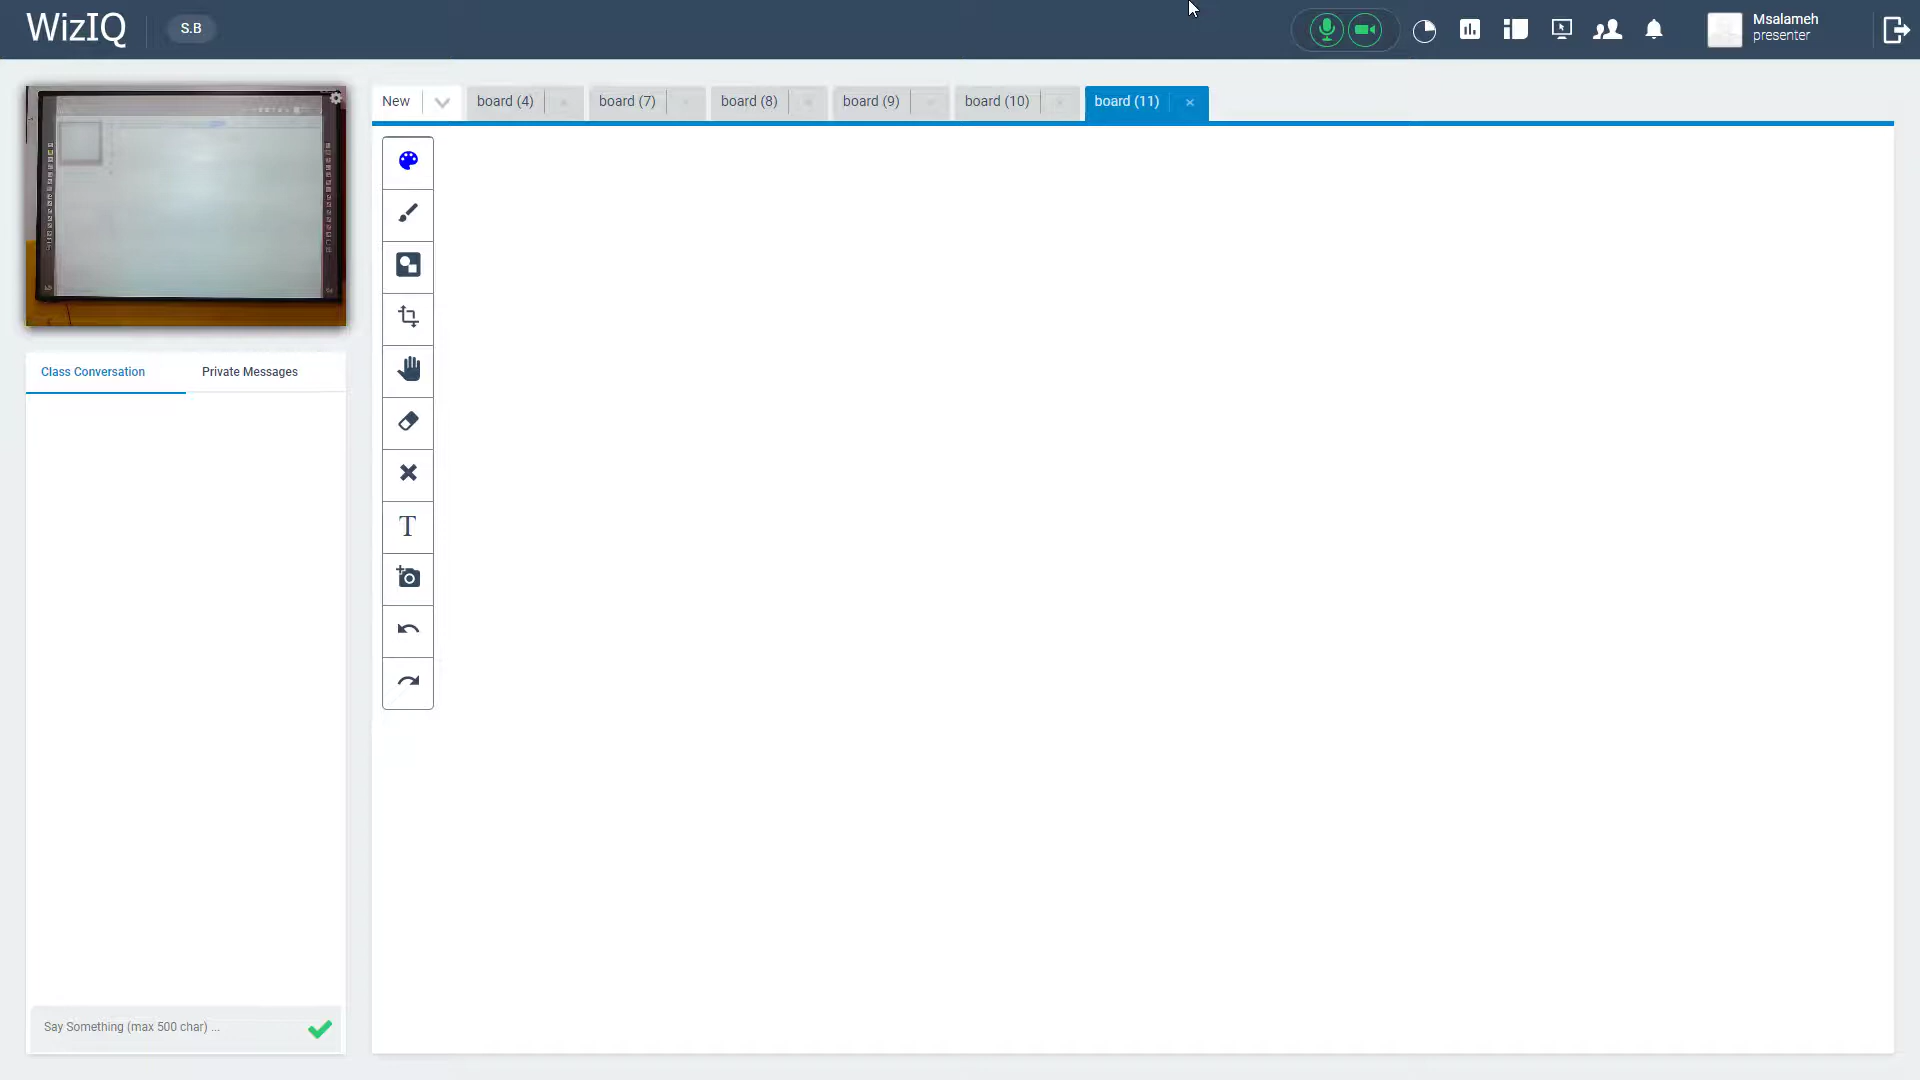 WizIQ
S.B
Msalameh
presenter
New
board (4)
board (7)
board (8)
board (9)
board (10)
board (11)
Class Conversation
Private Messages
T
Say Something (max 500 char) ...